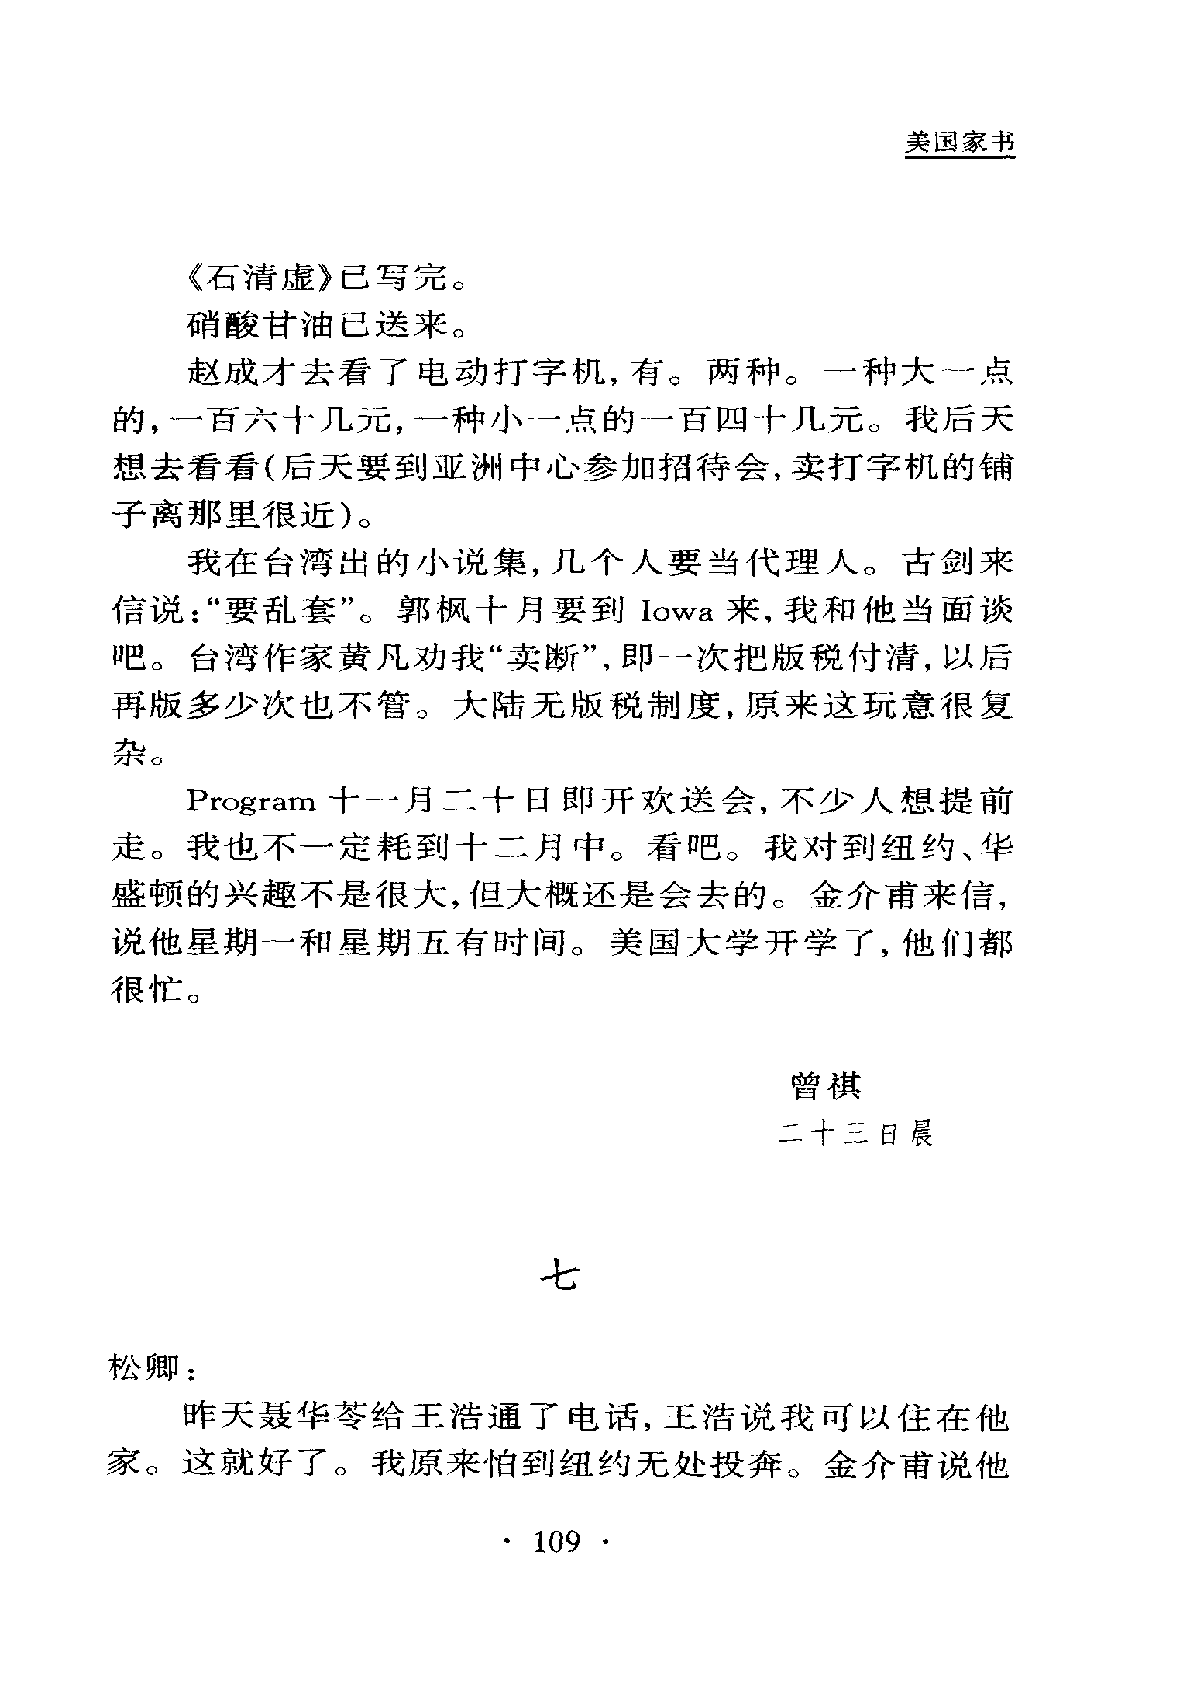 美国家书
《石清虚》已写完。
硝酸甘油已送来。
赵成才去看了电动打字机,有。两种。一种大一点
的,一百六十几元,一种小一点的一百四十几元。我后天
想去看看(后天要到亚洲中心参加招待会,卖打字机的铺
子离那里很近)。
我在台湾出的小说集,几个人要当代理人。古剑来
信说:“要乱套”。郭枫十月要到 Iowa 来,我和他当面谈
吧。台湾作家黄凡劝我“卖断”,即一次把版税付清,以后
再版多少次也不管。大陆无版税制度,原来这玩意很复
杂。
Program 十一月二十日即开欢送会,不少人想提前
走。我也不一定耗到十二月中。看吧。我对到纽约、华
盛顿的兴趣不是很大,但大概还是会去的。金介甫来信,
说他星期一和星期五有时间。美国大学开学了,他们都
很忙。
曾祺
二十三日晨
七
松卿:
昨天聂华苓给王浩通了电话,王浩说我可以住在他
家。这就好了。我原来怕到纽约无处投奔。金介甫说他
· 109 ·